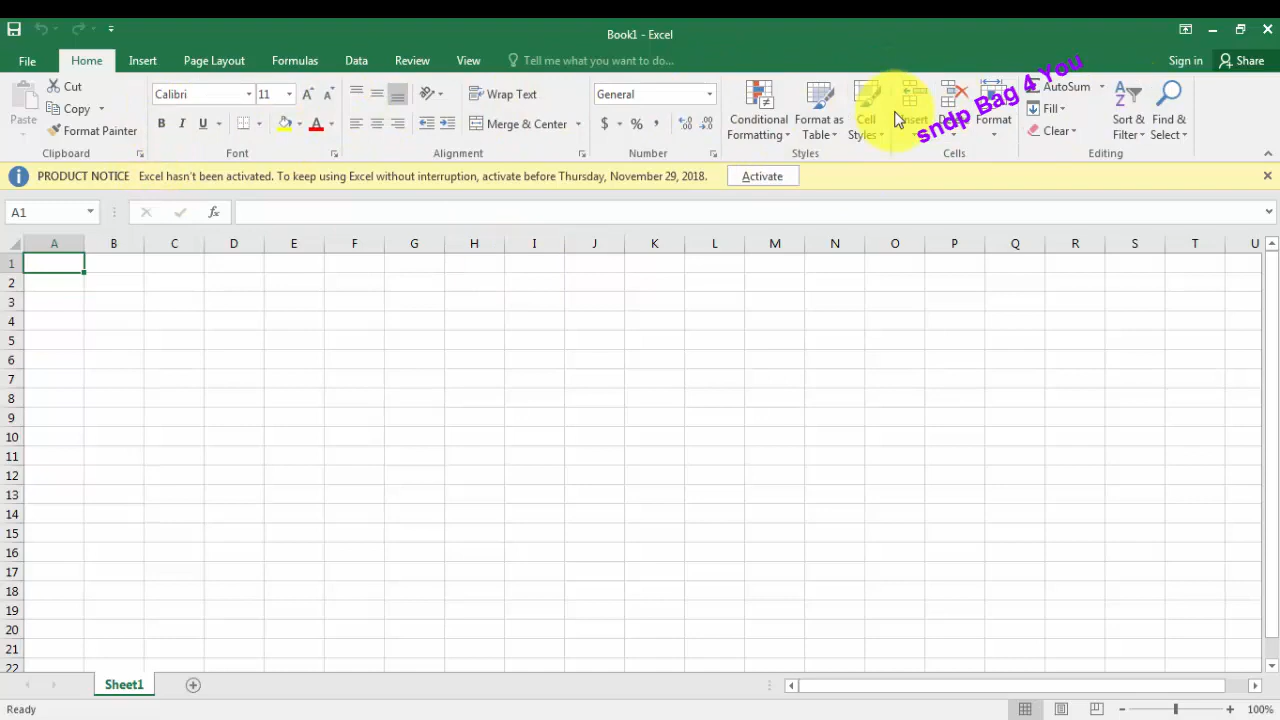 Book1 - Excel
File Home Insert Page Layout Formulas Data Review View Tell me what you want to do... Sign in Share
Cut
Copy
Format Painter
Paste
Clipboard
Calibri 11
B I U
Font
Wrap Text
Merge & Center
Alignment
General
$ % ,
Number
Conditional Formatting
Format as Table
Cell Styles
Styles
Insert
Format
Cells
AutoSum
Fill
Clear
Sort & Filter
Find & Select
Editing
sndp Bag 4 You
PRODUCT NOTICE Excel hasn't been activated. To keep using Excel without interruption, activate before Thursday, November 29, 2018. Activate
A1 fx
A B C D E F G H I J K L M N O P Q R S T U
1
2
3
4
5
6
7
8
9
10
11
12
13
14
15
16
17
18
19
20
21
22
Sheet1
Ready 100%